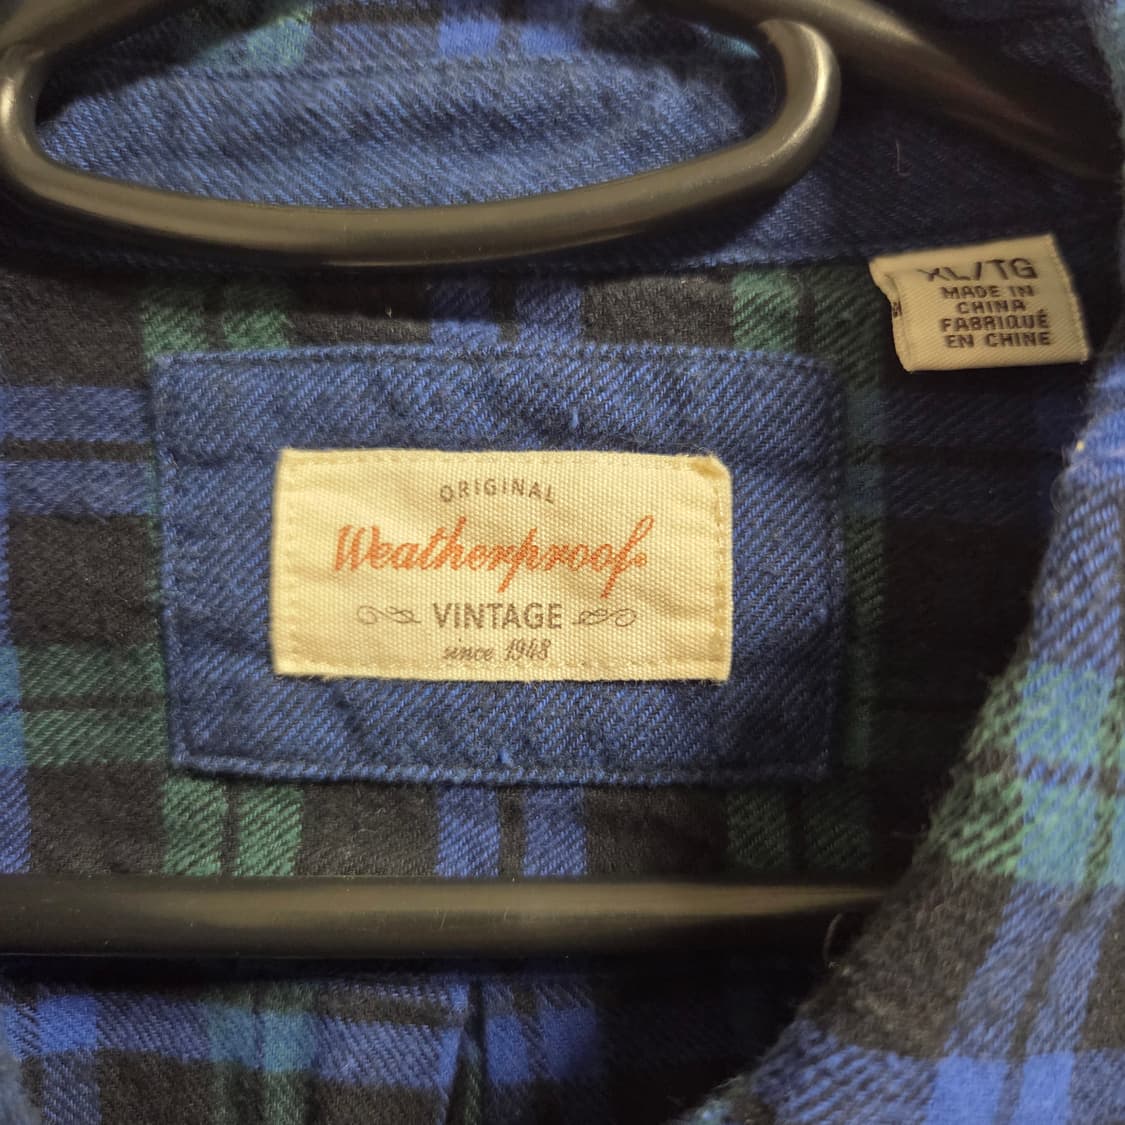 XL/TG
MADE IN
CHINA
FABRIQUÉ
EN CHINE
ORIGINAL
Weatherproof
VINTAGE
since 1948